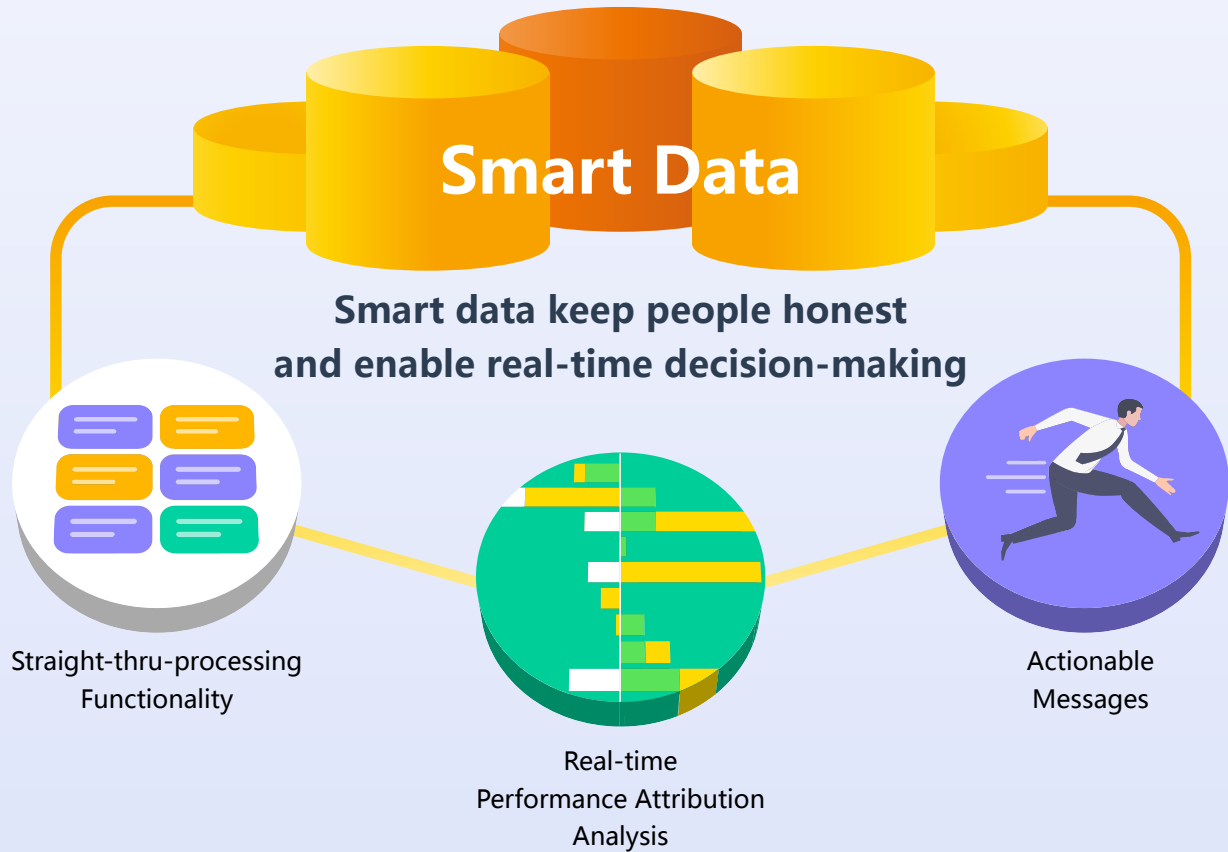 Smart Data
Smart data keep people honest
and enable real-time decision-making
Straight-thru-processing
Functionality
Real-time
Performance Attribution
Analysis
Actionable
Messages